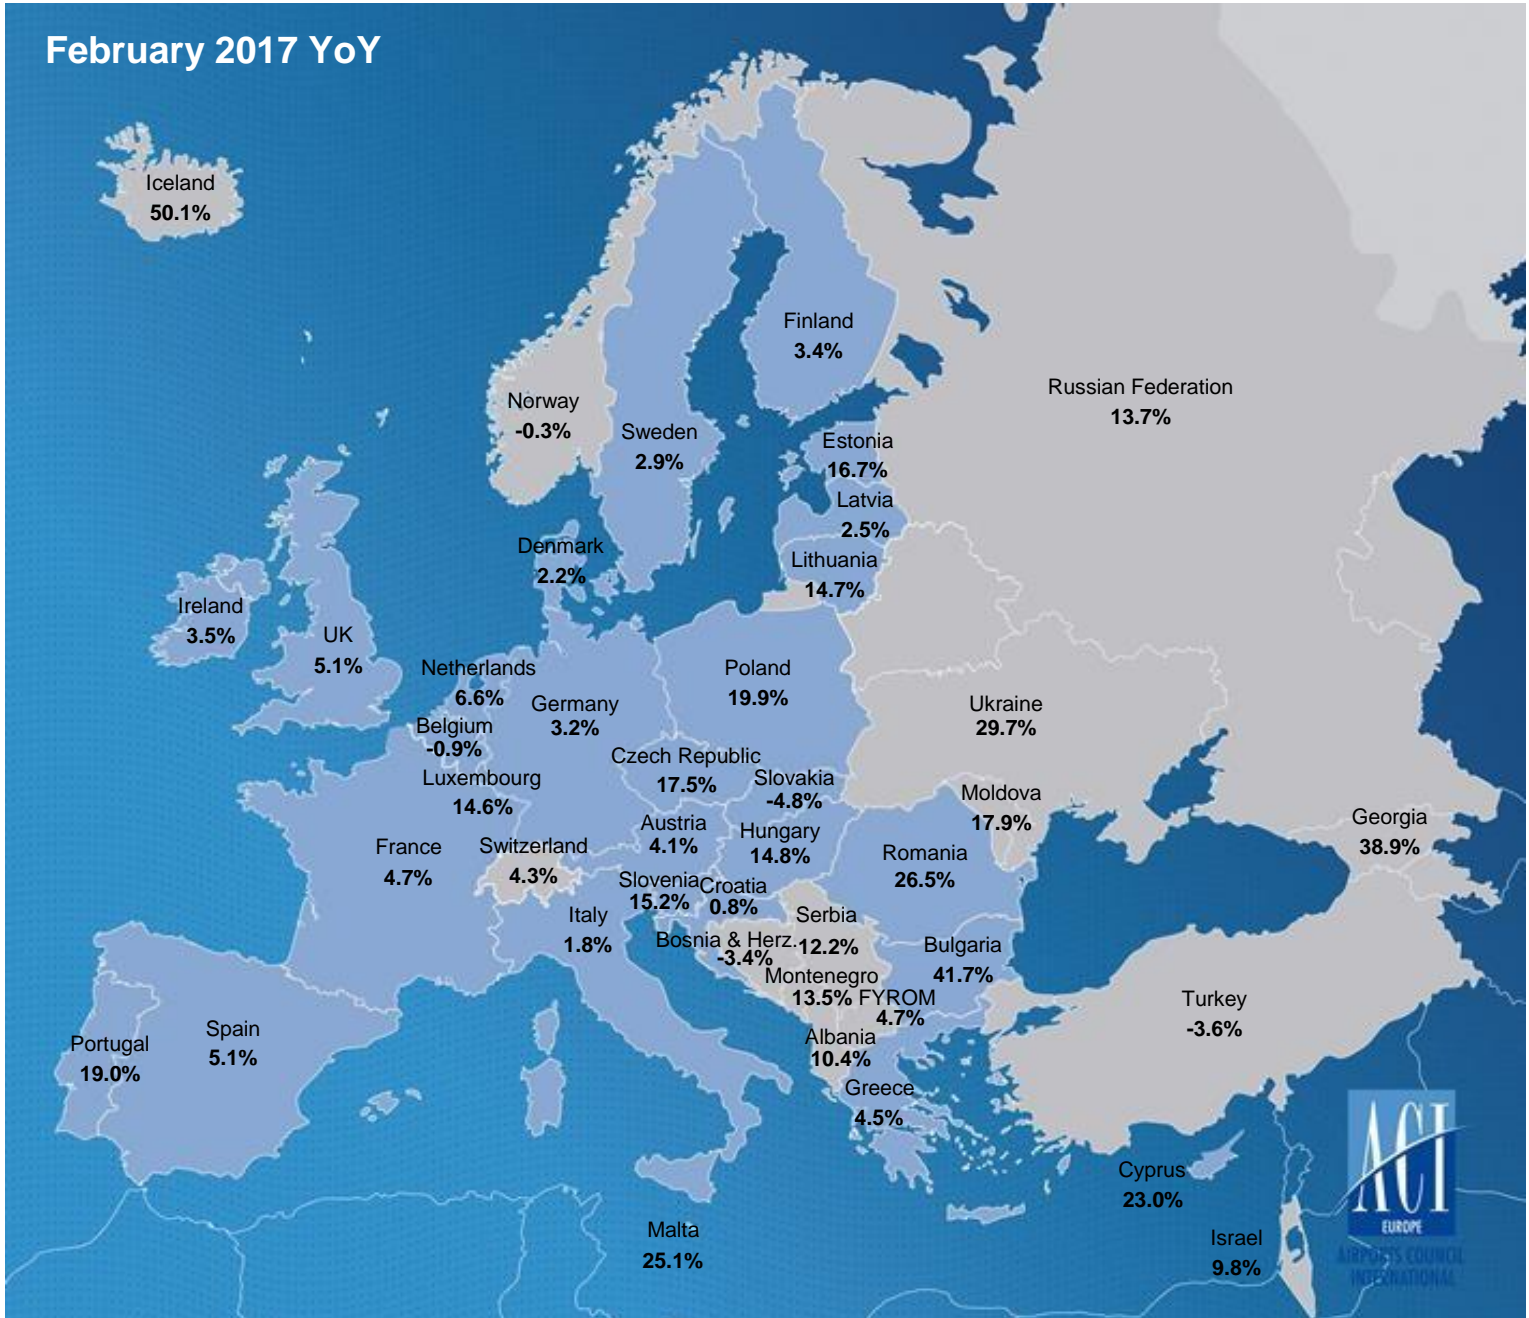 February 2017 YoY
Iceland
50.1%
Finland
3.4%
Russian Federation
13.7%
Norway
-0.3%
Sweden
2.9%
Estonia
16.7%
Latvia
2.5%
Denmark
2.2%
Lithuania
14.7%
Ireland
3.5%
UK
5.1%
Netherlands
6.6%
Germany
3.2%
Poland
19.9%
Ukraine
29.7%
Belgium
-0.9%
Czech Republic
17.5%
Luxembourg
14.6%
Slovakia
-4.8%
Moldova
17.9%
Georgia
38.9%
France
4.7%
Switzerland
4.3%
Austria
4.1%
Hungary
14.8%
Romania
26.5%
Slovenia
15.2%
Croatia
0.8%
Italy
1.8%
Serbia
12.2%
Bosnia & Herz.
-3.4%
Bulgaria
41.7%
Montenegro
13.5%
FYROM
4.7%
Turkey
-3.6%
Portugal
19.0%
Spain
5.1%
Albania
10.4%
Greece
4.5%
Cyprus
23.0%
Malta
25.1%
Israel
9.8%
ACI
EUROPE
AIRPORTS COUNCIL
INTERNATIONAL